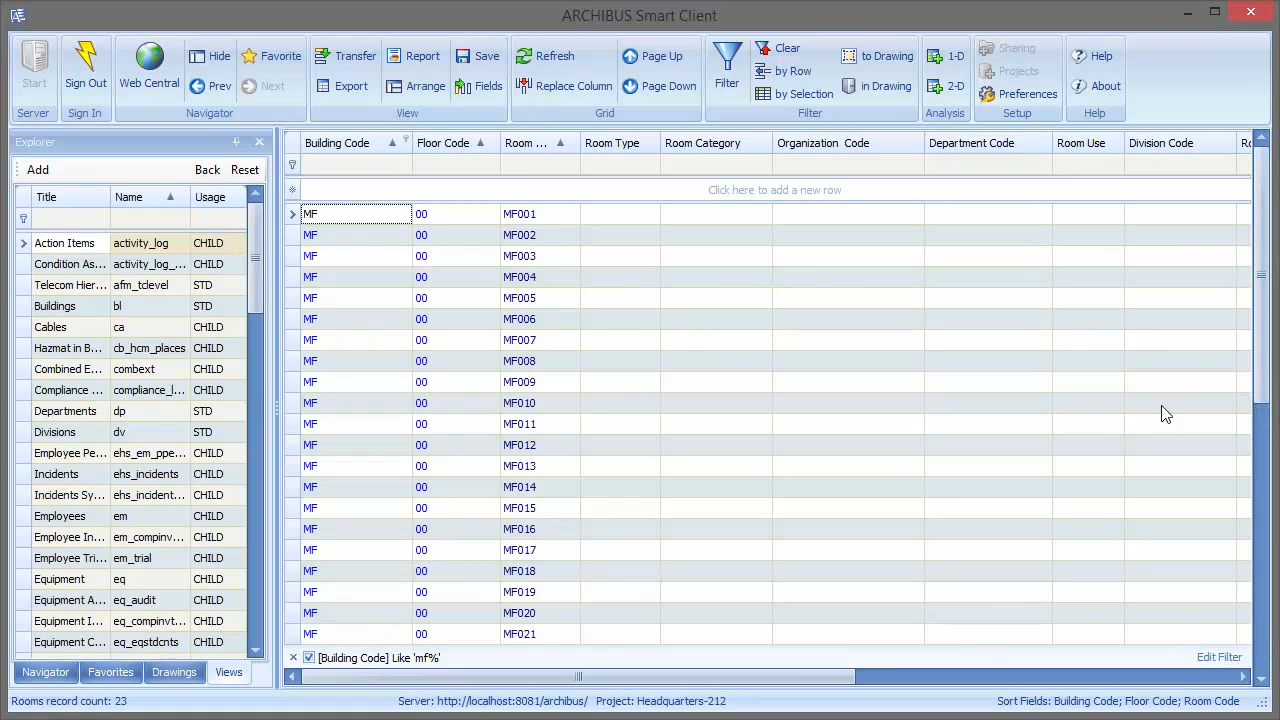 ARCHIBUS Smart Client
Start
Sign Out
Web Central
Hide
Favorite
Prev
Next
Transfer
Report
Save
Export
Arrange
Fields
Refresh
Page Up
Replace Column
Page Down
Filter
Clear
by Row
by Selection
to Drawing
in Drawing
1-D
2-D
Sharing
Projects
Preferences
Help
About
Server
Sign In
Navigator
View
Grid
Filter
Analysis
Setup
Help
Explorer
Add Back Reset
Title Name Usage
Action Items activity_log CHILD
Condition As... activity_log_... CHILD
Telecom Hier... afm_tclevel STD
Buildings bl STD
Cables ca CHILD
Hazmat in B... cb_hcm_places CHILD
Combined E... combext CHILD
Compliance ... compliance_l... CHILD
Departments dp STD
Divisions dv STD
Employee Pe... ehs_em_ppe... CHILD
Incidents ehs_incidents CHILD
Incidents Sy... ehs_incident... CHILD
Employees em CHILD
Employee In... em_compinv... CHILD
Employee Tri... em_trial CHILD
Equipment eq CHILD
Equipment A... eq_audit CHILD
Equipment I... eq_compinvt... CHILD
Equipment C... eq_eqstdcnts CHILD
Navigator Favorites Drawings Views
Building Code Floor Code Room ... Room Type Room Category Organization Code Department Code Room Use Division Code Ro
Click here to add a new row
MF 00 MF001
MF 00 MF002
MF 00 MF003
MF 00 MF004
MF 00 MF005
MF 00 MF006
MF 00 MF007
MF 00 MF008
MF 00 MF009
MF 00 MF010
MF 00 MF011
MF 00 MF012
MF 00 MF013
MF 00 MF014
MF 00 MF015
MF 00 MF016
MF 00 MF017
MF 00 MF018
MF 00 MF019
MF 00 MF020
MF 00 MF021
[Building Code] Like 'mf%' Edit Filter
Rooms record count: 23 Server: http://localhost:8081/archibus/ Project: Headquarters-212 Sort Fields: Building Code; Floor Code; Room Code